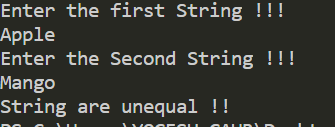 Enter the first String !!!
Apple
Enter the Second String !!!
Mango
String are unequal !!